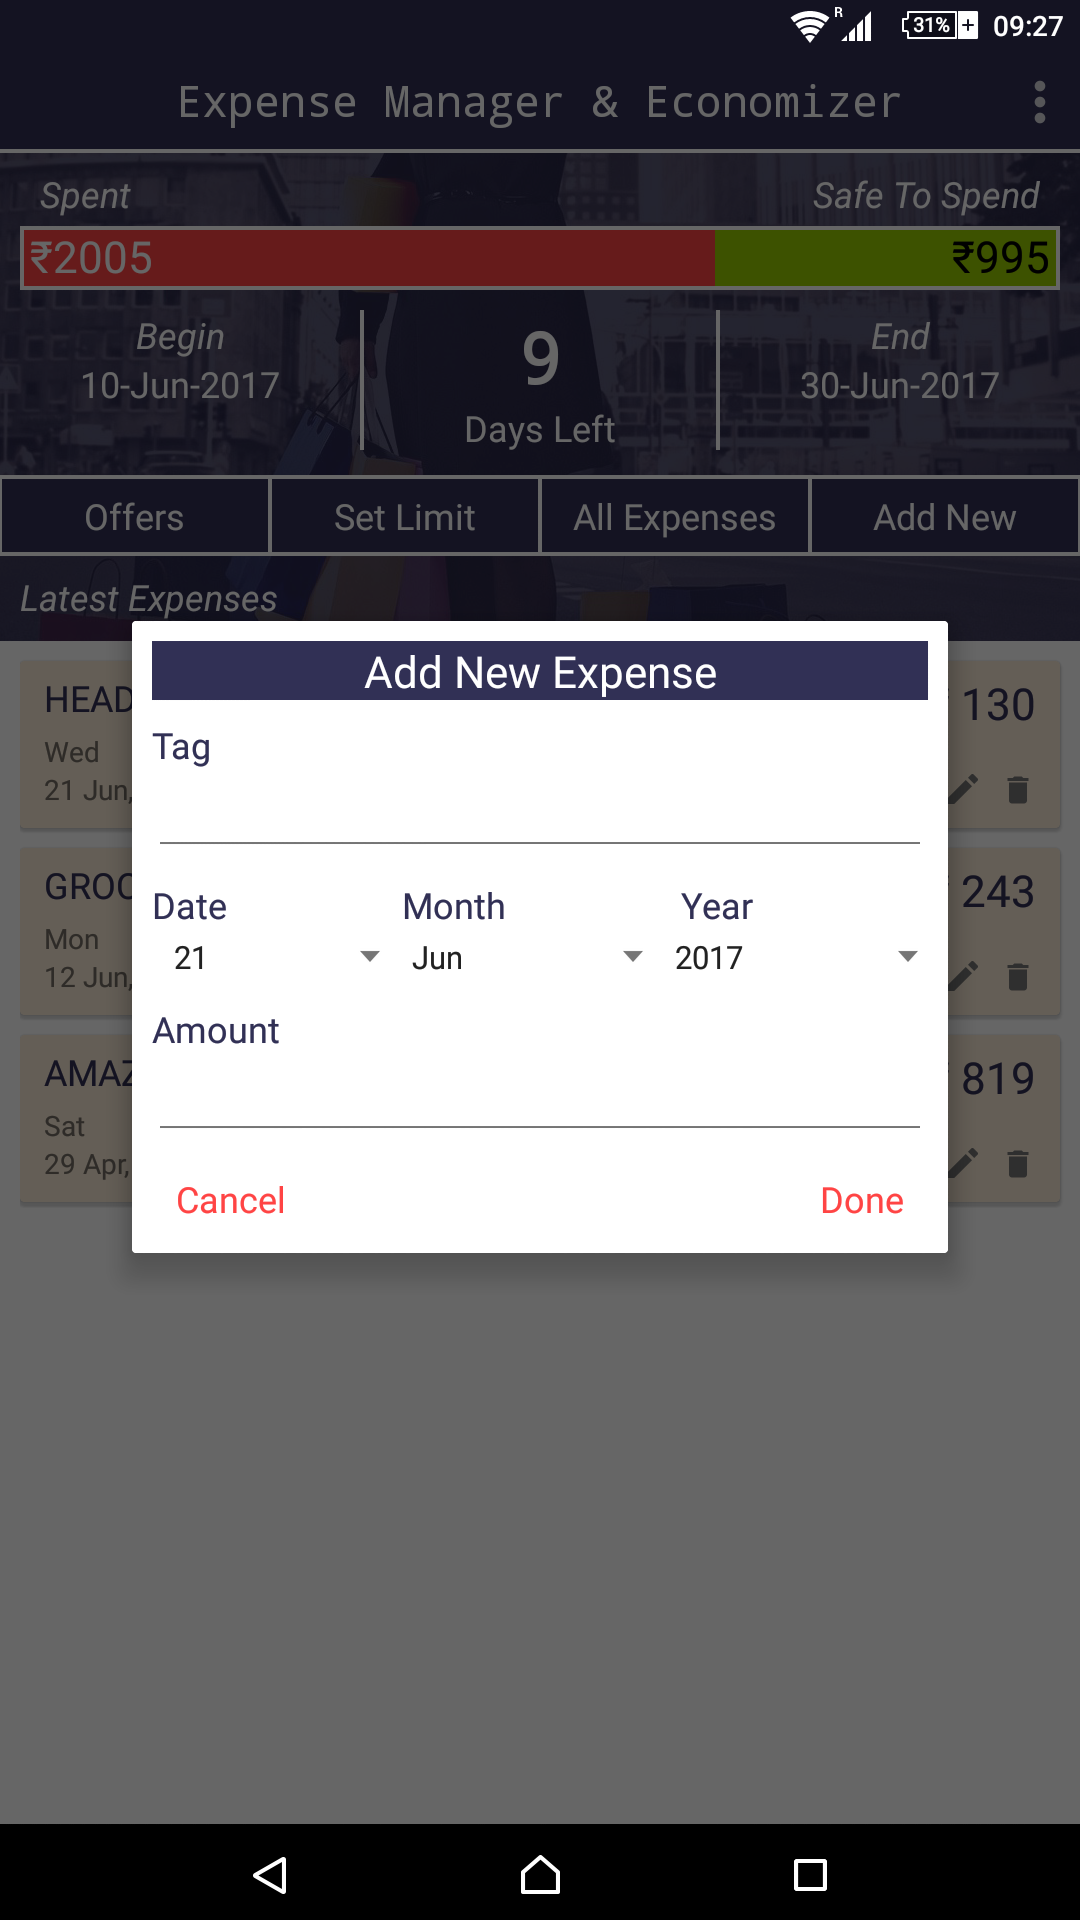 R 31% 09:27
Expense Manager & Economizer
Spent Safe To Spend
₹2005 ₹995
Begin 9 End
10-Jun-2017 Days Left 30-Jun-2017
Offers Set Limit All Expenses Add New
Latest Expenses
Add New Expense
HEAD 130
Wed
21 Jun,
Tag
GROC 243
Mon
12 Jun,
Date Month Year
21 Jun 2017
Amount
AMAZ 819
Sat
29 Apr,
Cancel Done